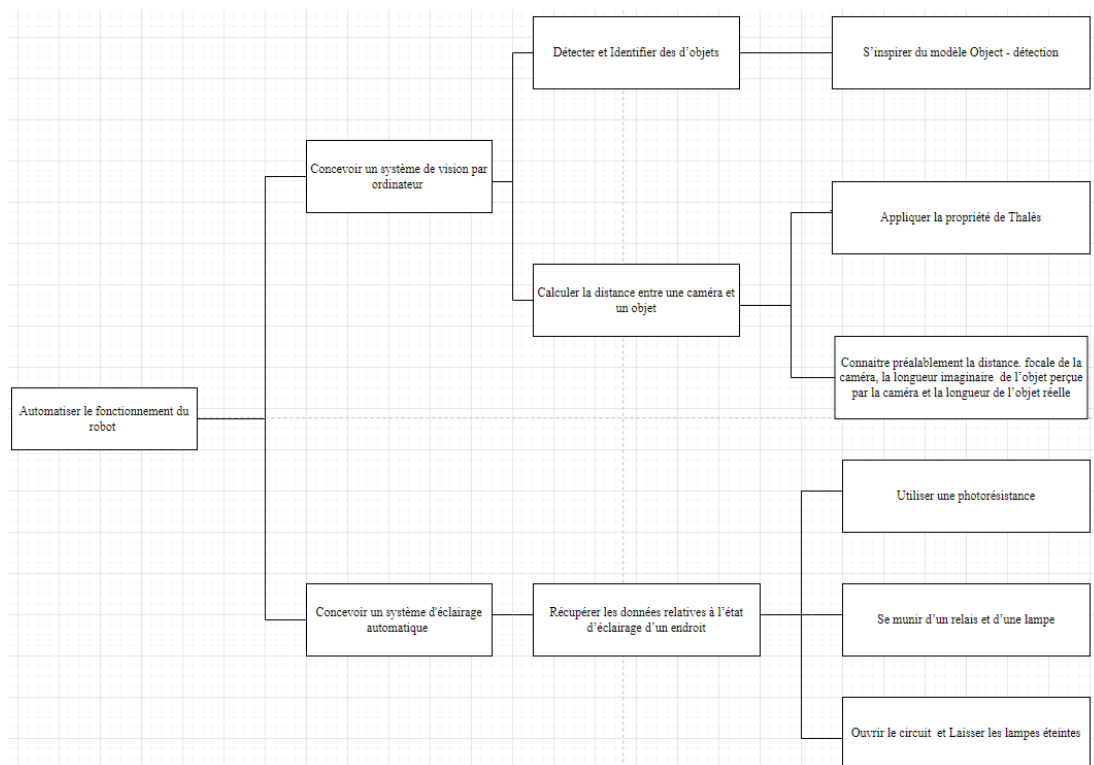 Détecter et Identifier des d’objets
S’inspirer du modèle Object - détection
Concevoir un système de vision par
ordinateur
Appliquer la propriété de Thalès
Calculer la distance entre une caméra et
un objet
Connaitre préalablement la distance. focale de la
caméra, la longueur imaginaire de l’objet perçue
par la caméra et la longueur de l’objet réelle
Automatiser le fonctionnement du
robot
Utiliser une photorésistance
Concevoir un système d'éclairage
automatique
Récupérer les données relatives à l’état
d’éclairage d’un endroit
Se munir d’un relais et d’une lampe
Ouvrir le circuit et Laisser les lampes éteintes